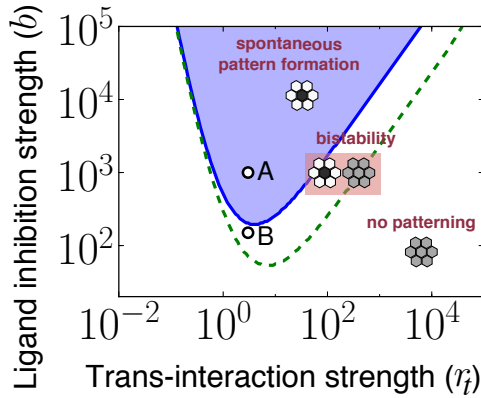 Ligand inhibition strength (b)
10^5
10^4
10^3
10^2
spontaneous
pattern formation
bistability
A
B
no patterning
10^−2
10^0
10^2
10^4
Trans-interaction strength (r_t)